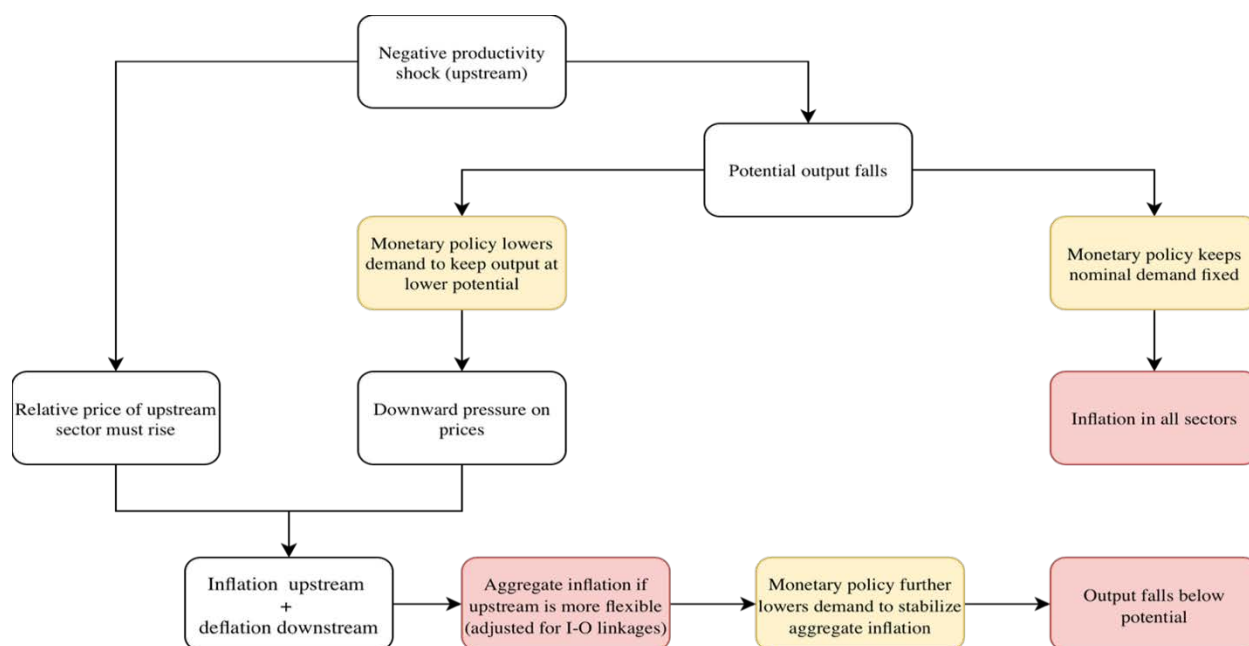 Negative productivity
shock (upstream)
Potential output falls
Monetary policy lowers
demand to keep output at
lower potential
Monetary policy keeps
nominal demand fixed
Relative price of upstream
sector must rise
Downward pressure on
prices
Inflation in all sectors
Inflation upstream
+
deflation downstream
Aggregate inflation if
upstream is more flexible
(adjusted for I-O linkages)
Monetary policy further
lowers demand to stabilize
aggregate inflation
Output falls below
potential